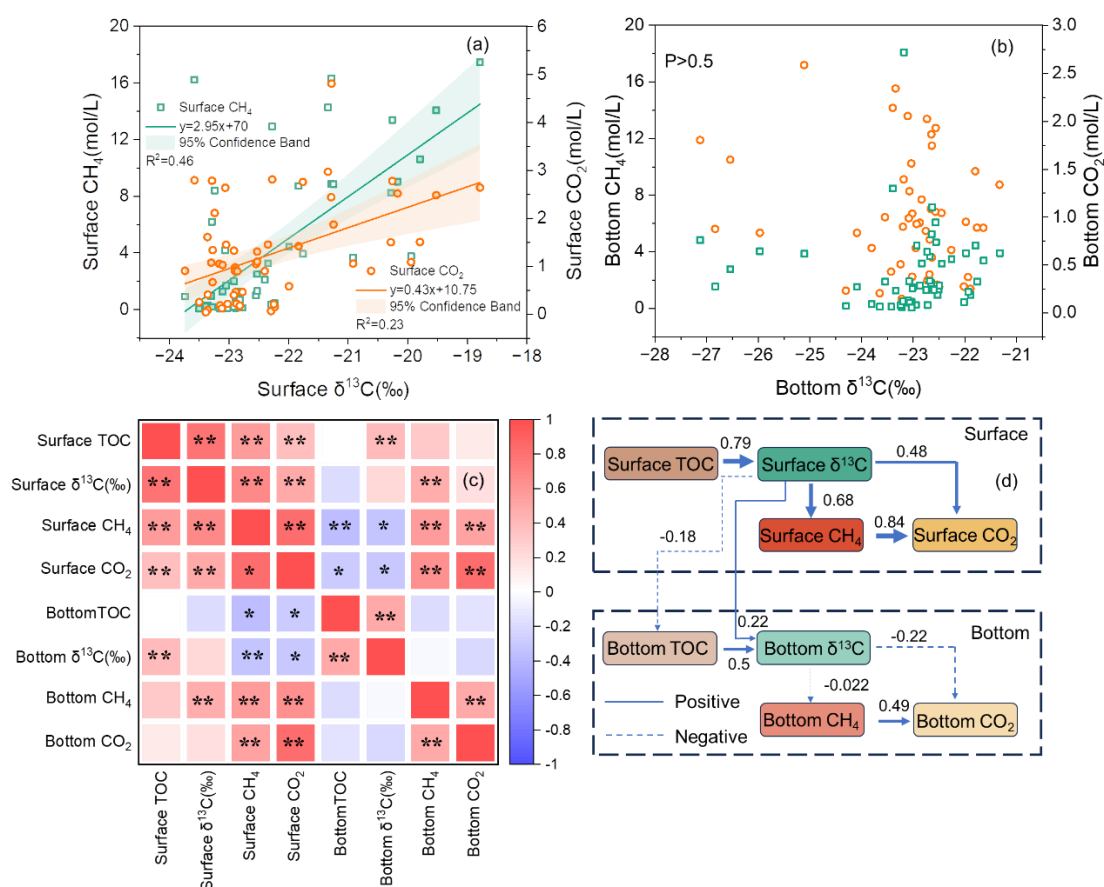 (a)
Surface CH₄(mol/L)
20
16
12
8
4
0
Surface CH₄
y=2.95x+70
95% Confidence Band
R²=0.46
Surface CO₂
y=0.43x+10.75
95% Confidence Band
R²=0.23
6
5
4
3
2
1
0
Surface CO₂(mol/L)
−24 −23 −22 −21 −20 −19
Surface δ¹³C(‰)
(b)
P>0.5
Bottom CH₄(mol/L)
20
16
12
8
4
0
3.0
2.5
2.0
1.5
1.0
0.5
0.0
Bottom CO₂(mol/L)
−28 −27 −26 −25 −24 −23 −22 −21
Bottom δ¹³C(‰)
(c)
Surface TOC ** ** ** **
Surface δ¹³C(‰) ** ** ** **
Surface CH₄ ** ** ** ** * ** **
Surface CO₂ ** ** * * * ** **
BottomTOC * * **
Bottom δ¹³C(‰) ** ** * **
Bottom CH₄ ** ** ** **
Bottom CO₂ ** ** **
Surface TOC
Surface δ¹³C(‰)
Surface CH₄
Surface CO₂
BottomTOC
Bottom δ¹³C(‰)
Bottom CH₄
Bottom CO₂
1
0.8
0.6
0.4
0.2
0
-0.2
-0.4
-0.6
-0.8
-1
Surface
(d)
Surface TOC
0.79
Surface δ¹³C
0.48
0.68
Surface CH₄
0.84
Surface CO₂
-0.18
0.22
Bottom
Bottom TOC
0.5
Bottom δ¹³C
-0.22
-0.022
Bottom CH₄
0.49
Bottom CO₂
Positive
Negative